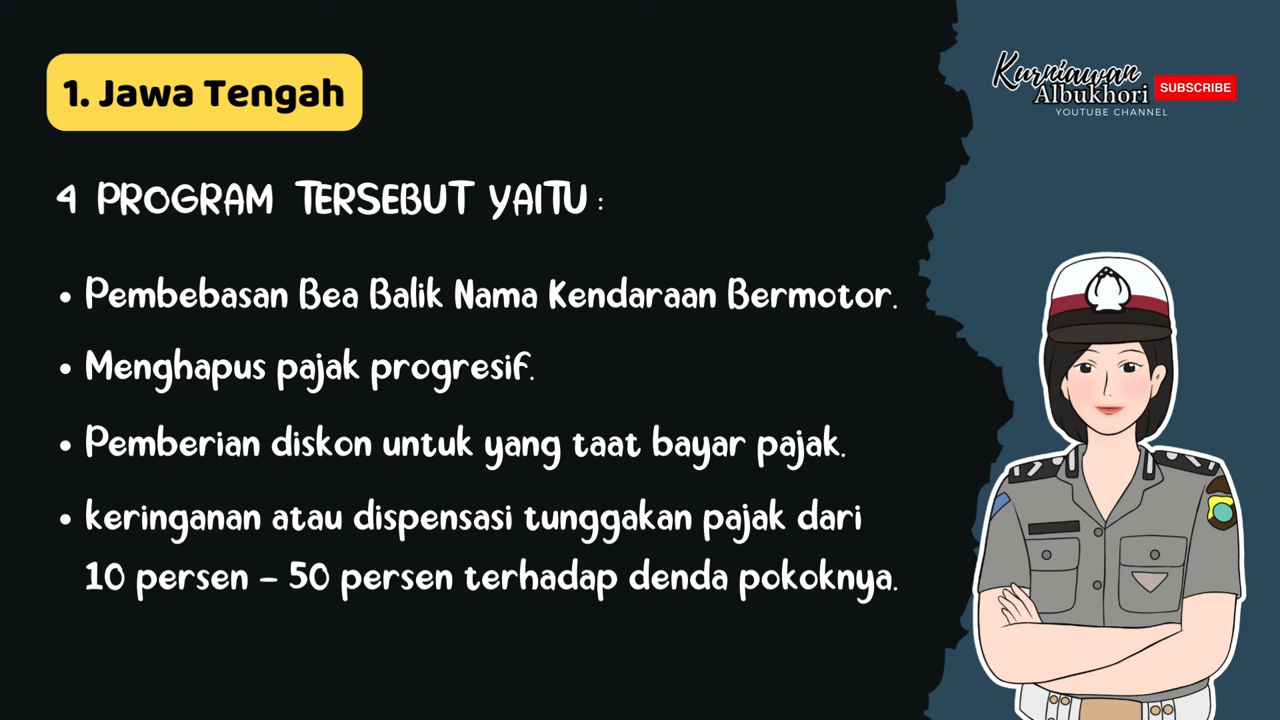 1. Jawa Tengah
Kurniawan
Albukhori
SUBSCRIBE
YOUTUBE CHANNEL
4 PROGRAM TERSEBUT YAITU :
• Pembebasan Bea Balik Nama Kendaraan Bermotor.
• Menghapus pajak progresif.
• Pemberian diskon untuk yang taat bayar pajak.
• keringanan atau dispensasi tunggakan pajak dari
10 persen – 50 persen terhadap denda pokoknya.